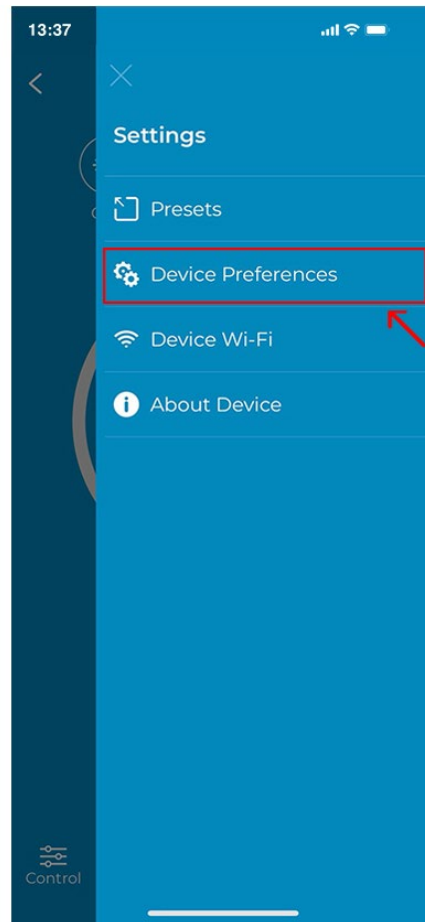 13:37
Settings
Presets
Device Preferences
Device Wi-Fi
About Device
Control